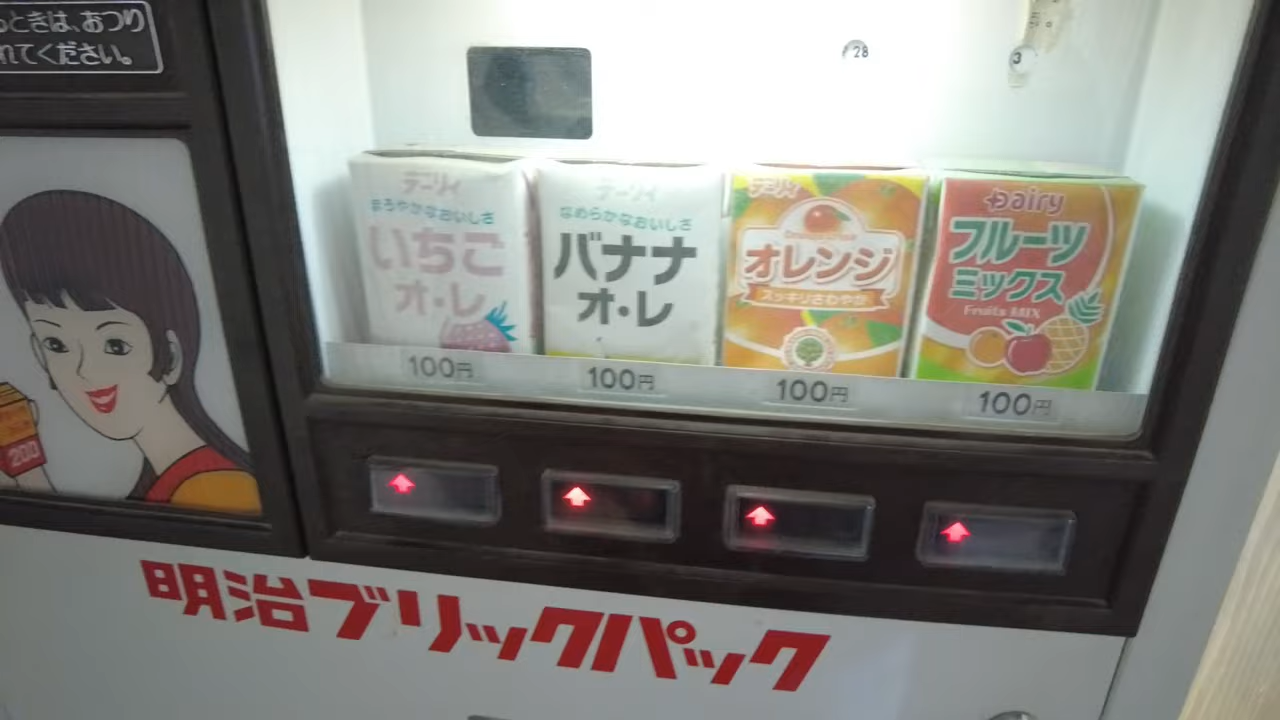 ときは、おつり
れてください。
28
3
デーリィ
まろやかなおいしさ
いちご
オ・レ
デーリィ
なめらかなおいしさ
バナナ
オ・レ
デーリィ
オレンジ
スッキリさわやか
Dairy
フルーツ
ミックス
Fruits MIX
100円
100円
100円
100円
200
明治ブリックパック